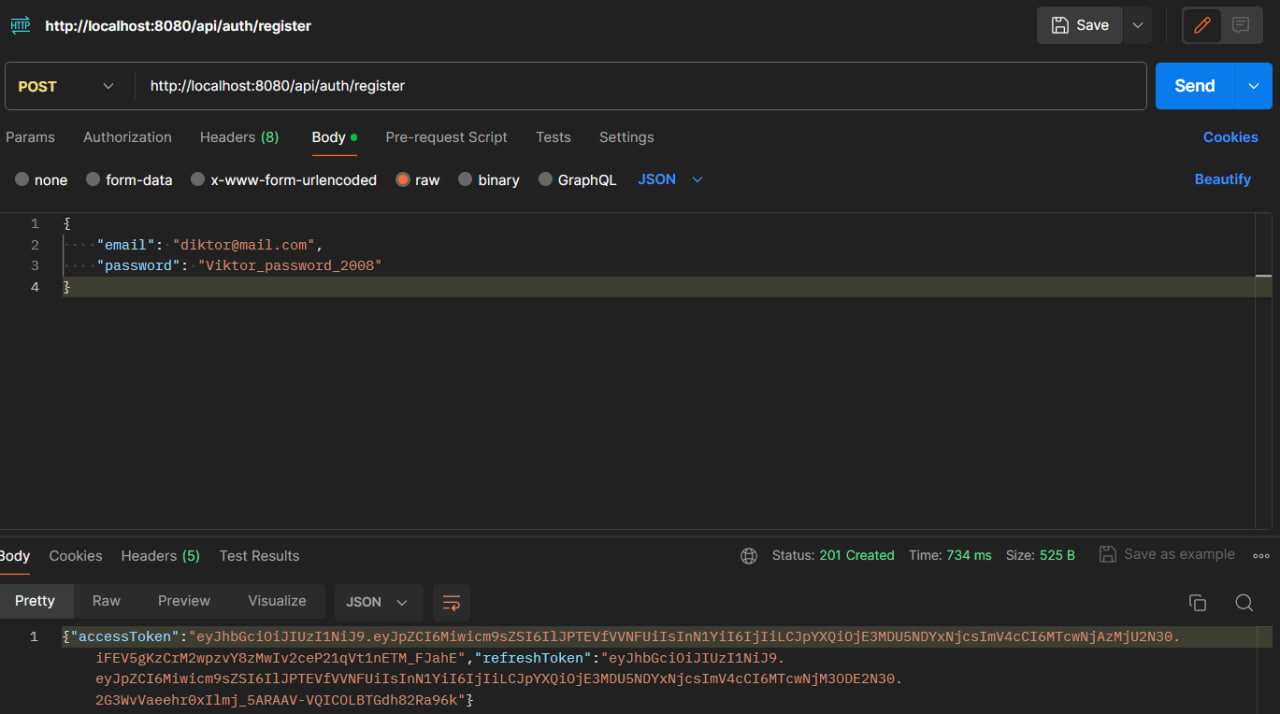 HTTP http://localhost:8080/api/auth/register Save
POST http://localhost:8080/api/auth/register Send
Params Authorization Headers (8) Body Pre-request Script Tests Settings Cookies
none form-data x-www-form-urlencoded raw binary GraphQL JSON Beautify
1 {
2 "email": "diktor@mail.com",
3 "password": "Viktor_password_2008"
4 }
Body Cookies Headers (5) Test Results Status: 201 Created Time: 734 ms Size: 525 B Save as example
Pretty Raw Preview Visualize JSON
1 {"accessToken":"eyJhbGciOiJIUzI1NiJ9.eyJpZCI6Miwicm9sZSI6IlJPTEVfVVNFUiIsInN1YiI6IjIiLCJpYXQiOjE3MDU5NDYxNjcsImV4cCI6MTcwNjAzMjU2N30.
iFEV5gKzCrM2wpzvY8zMwIv2ceP21qVt1nETM_FJahE","refreshToken":"eyJhbGciOiJIUzI1NiJ9.
eyJpZCI6Miwicm9sZSI6IlJPTEVfVVNFUiIsInN1YiI6IjIiLCJpYXQiOjE3MDU5NDYxNjcsImV4cCI6MTcwNjM3ODE2N30.
2G3WvVaeehr0xIlmj_5ARAAV-VQICOLBTGdh82Ra96k"}